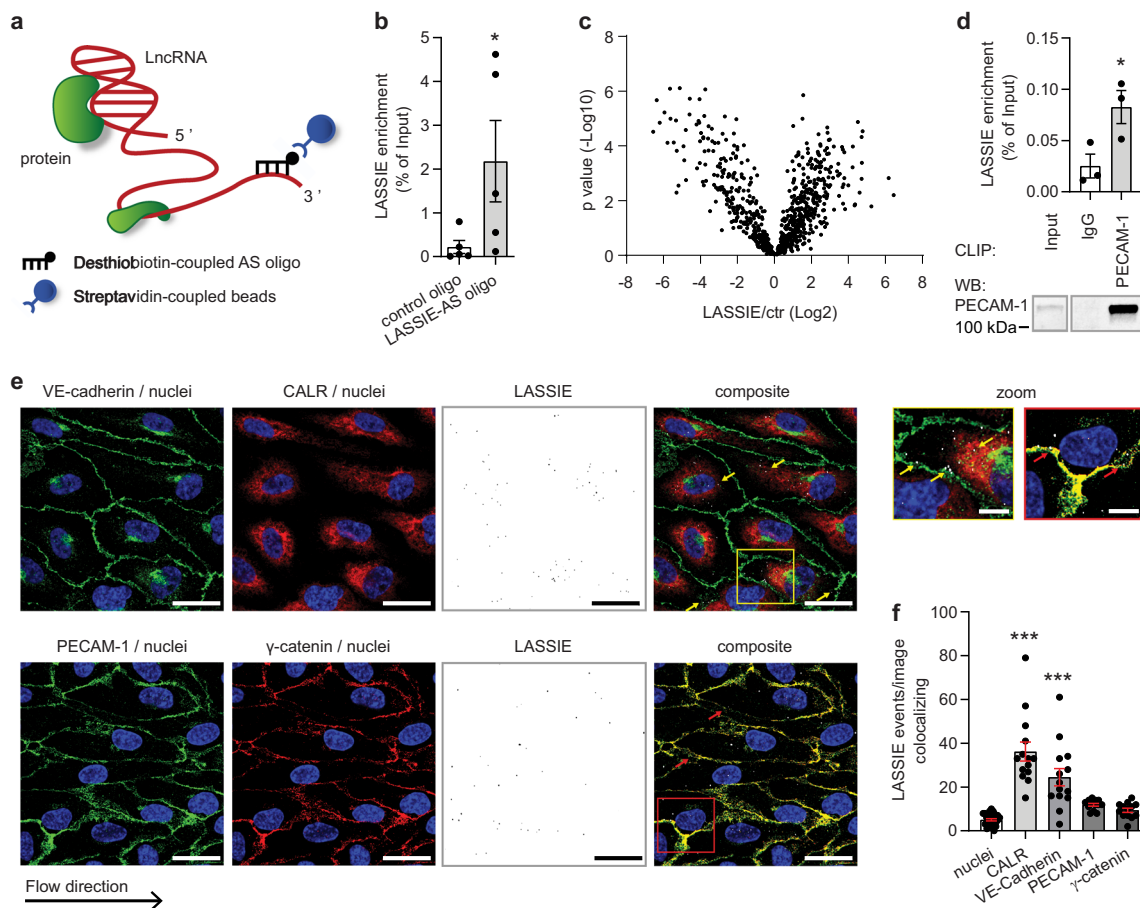 a
LncRNA
5 ’
protein
3 ’
Desthiobiotin-coupled AS oligo
Streptavidin-coupled beads
b
*
LASSIE enrichment
(% of Input)
5
4
3
2
1
0
control oligo
LASSIE-AS oligo
c
p value (-Log10)
8
6
4
2
0
-8 -6 -4 -2 0 2 4 6 8
LASSIE/ctr (Log2)
d
*
LASSIE enrichment
(% of Input)
0.15
0.10
0.05
0.00
CLIP:
Input
IgG
PECAM-1
WB:
PECAM-1
100 kDa
e
VE-cadherin / nuclei
CALR / nuclei
LASSIE
composite
zoom
PECAM-1 / nuclei
γ-catenin / nuclei
LASSIE
composite
Flow direction
f
LASSIE events/image
colocalizing
100
80
60
40
20
0
***
***
nuclei
CALR
VE-Cadherin
PECAM-1
γ-catenin